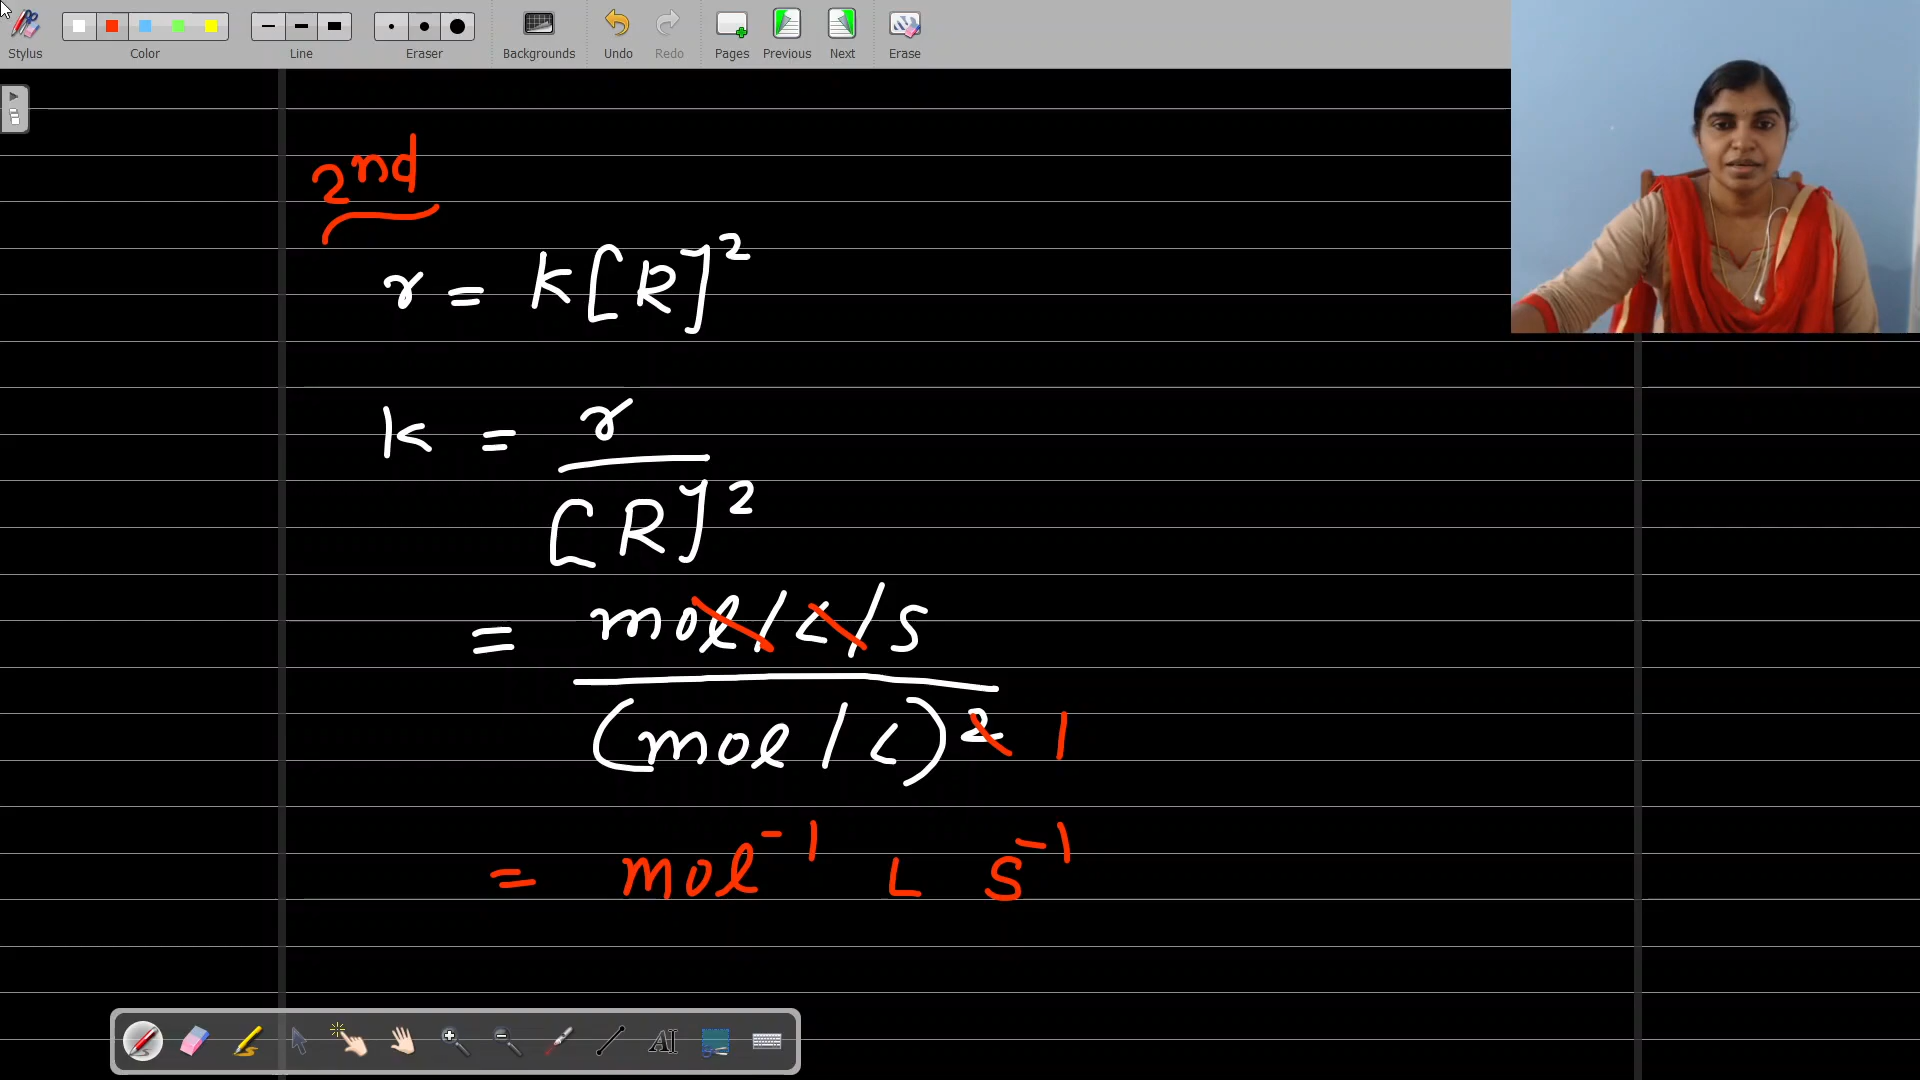 Stylus Color Line Eraser Backgrounds Undo Redo Pages Previous Next Erase
2nd
r = k[R]²
k = r / [R]²
= mol/L/s / (mol/L)² 1
= mol⁻¹ L s⁻¹
AI